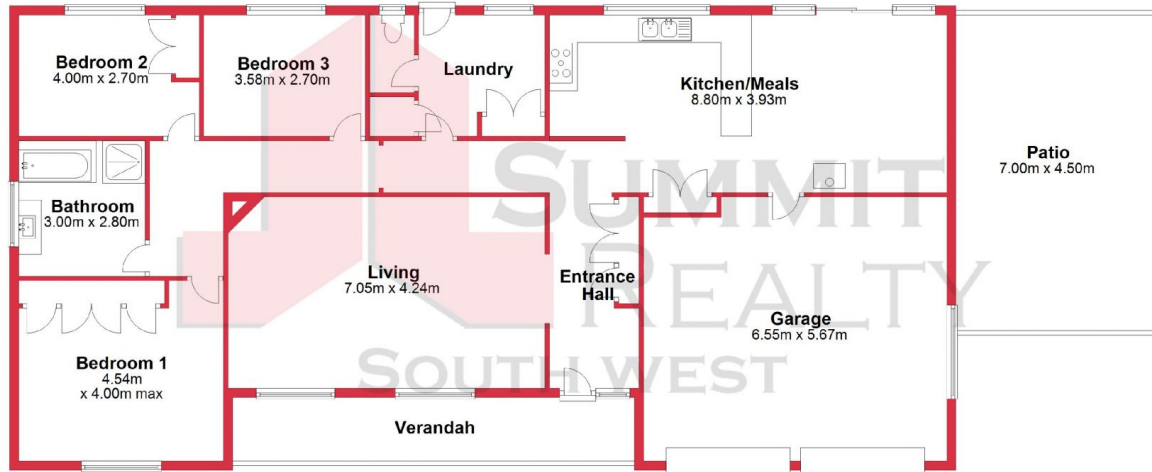 Bedroom 2
4.00m x 2.70m
Bedroom 3
3.58m x 2.70m
Laundry
Kitchen/Meals
8.80m x 3.93m
Patio
7.00m x 4.50m
Bathroom
3.00m x 2.80m
Living
7.05m x 4.24m
Entrance
Hall
Garage
6.55m x 5.67m
Bedroom 1
4.54m
x 4.00m max
Verandah
SUMMIT
REALTY
SOUTH WEST